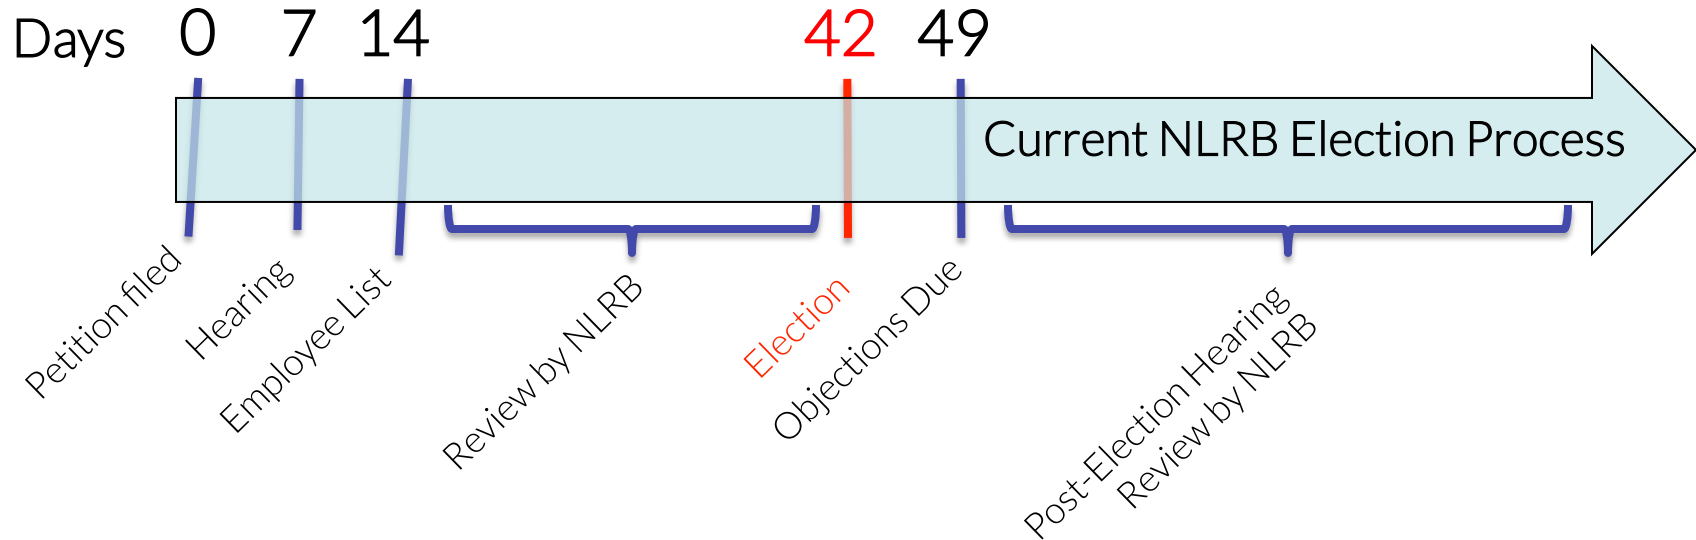 Days 0 7 14 42 49
Current NLRB Election Process
Petition filed
Hearing
Employee List
Review by NLRB
Election
Objections Due
Post-Election Hearing
Review by NLRB